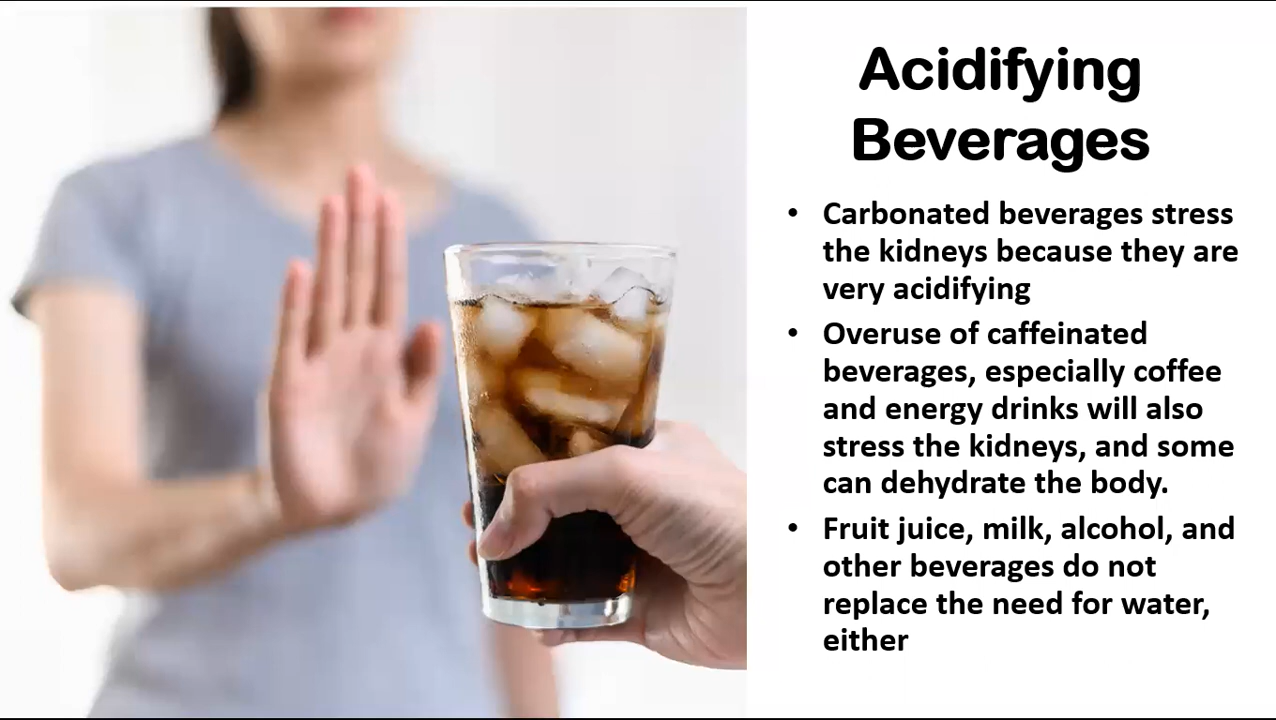 Acidifying
Beverages
• Carbonated beverages stress
the kidneys because they are
very acidifying
• Overuse of caffeinated
beverages, especially coffee
and energy drinks will also
stress the kidneys, and some
can dehydrate the body.
• Fruit juice, milk, alcohol, and
other beverages do not
replace the need for water,
either